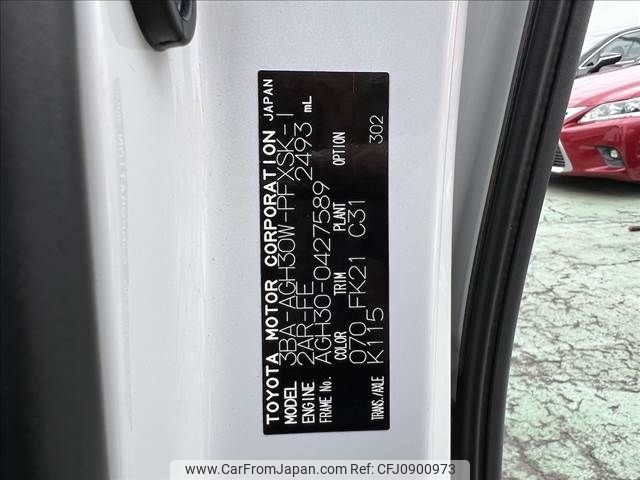 TOYOTA MOTOR CORPORATION JAPAN
MODEL 3BA-AGH30W-PFXSK-I
ENGINE 2AR-FE 2493 mL
FRAME No. AGH30-0427589
COLOR TRIM PLANT OPTION
070 FK21 C31 302
TRANS./AXLE K115
www.CarFromJapan.com | Ref. CFJ0900973